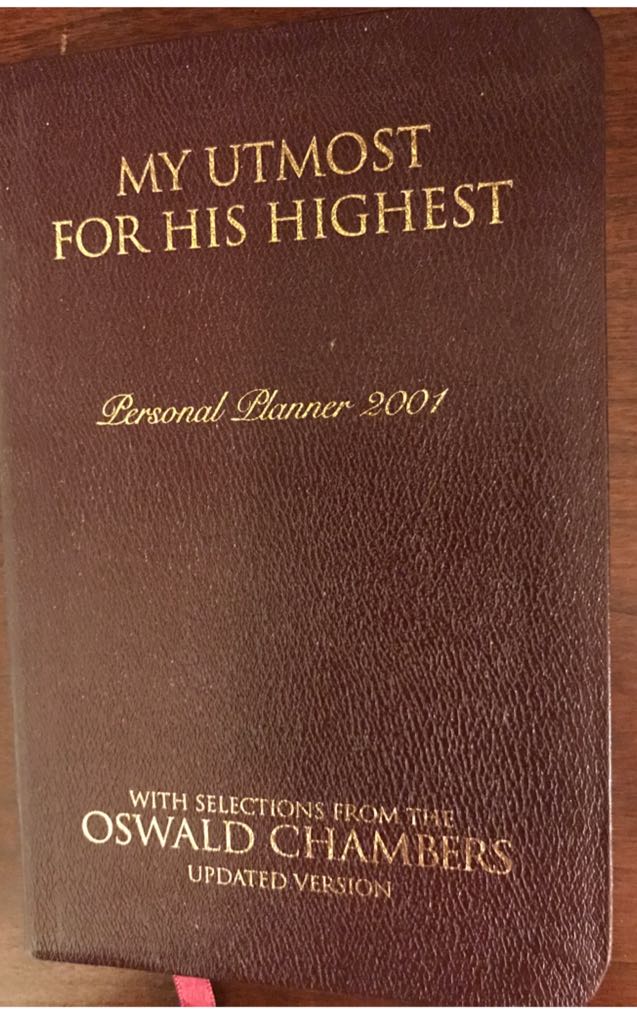 MY UTMOST
FOR HIS HIGHEST
Personal Planner 2001
WITH SELECTIONS FROM THE
OSWALD CHAMBERS
UPDATED VERSION